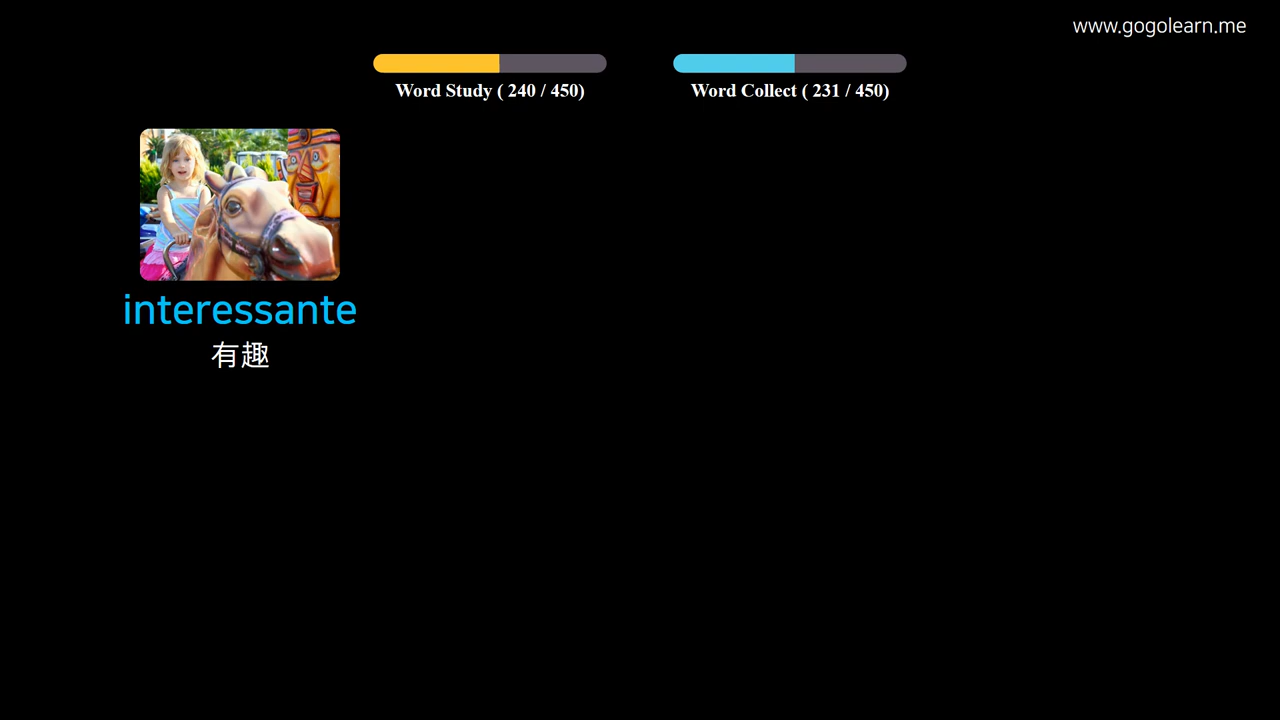 www.gogolearn.me
Word Study ( 240 / 450)
Word Collect ( 231 / 450)
interessante
有趣